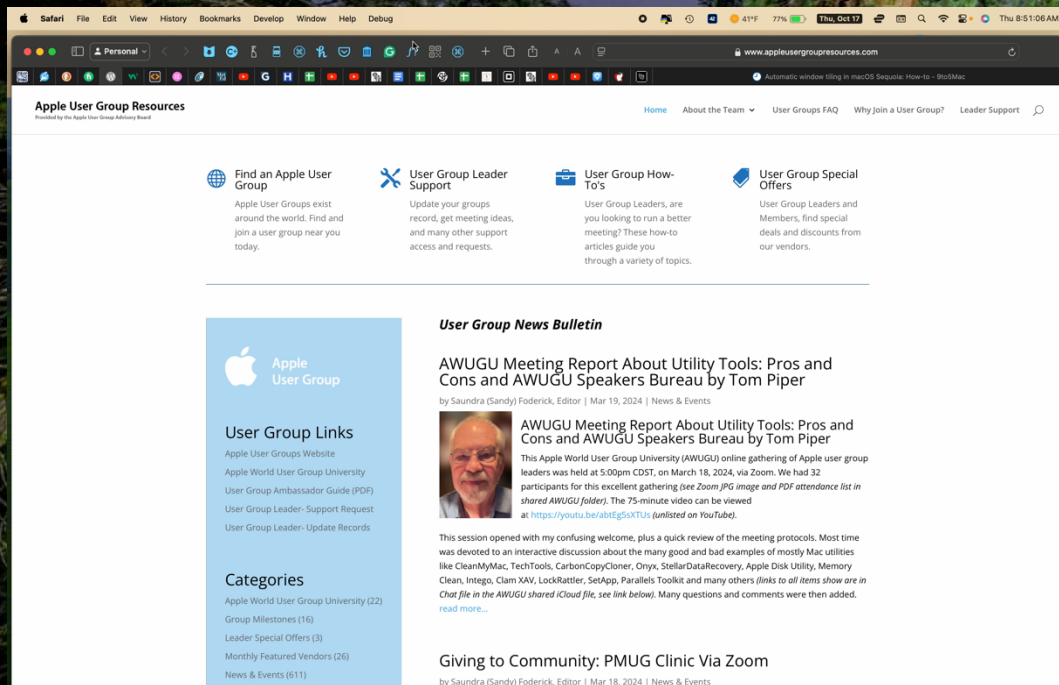 Safari File Edit View History Bookmarks Develop Window Help Debug
41°F 77% Thu, Oct 17 Thu 8:51:06 AM
Personal
www.appleusergroupresources.com
Automatic window tiling in macOS Sequoia: How-to - 9to5Mac
Apple User Group Resources
Provided by the Apple User Group Advisory Board
Home About the Team User Groups FAQ Why Join a User Group? Leader Support
Find an Apple User
Group
Apple User Groups exist
around the world. Find and
join a user group near you
today.
User Group Leader
Support
Update your groups
record, get meeting ideas,
and many other support
access and requests.
User Group How-
To's
User Group Leaders, are
you looking to run a better
meeting? These how-to
articles guide you
through a variety of topics.
User Group Special
Offers
User Group Leaders and
Members, find special
deals and discounts from
our vendors.
Apple
User Group
User Group Links
Apple User Groups Website
Apple World User Group University
User Group Ambassador Guide (PDF)
User Group Leader- Support Request
User Group Leader- Update Records
Categories
Apple World User Group University (22)
Group Milestones (16)
Leader Special Offers (3)
Monthly Featured Vendors (26)
News & Events (611)
User Group News Bulletin
AWUGU Meeting Report About Utility Tools: Pros and
Cons and AWUGU Speakers Bureau by Tom Piper
by Saundra (Sandy) Foderick, Editor | Mar 19, 2024 | News & Events
AWUGU Meeting Report About Utility Tools: Pros and
Cons and AWUGU Speakers Bureau by Tom Piper
This Apple World User Group University (AWUGU) online gathering of Apple user group
leaders was held at 5:00pm CDST, on March 18, 2024, via Zoom. We had 32
participants for this excellent gathering (see Zoom JPG image and PDF attendance list in
shared AWUGU folder). The 75-minute video can be viewed
at https://youtu.be/abtEg5sXTUs (unlisted on YouTube).
This session opened with my confusing welcome, plus a quick review of the meeting protocols. Most time
was devoted to an interactive discussion about the many good and bad examples of mostly Mac utilities
like CleanMyMac, TechTools, CarbonCopyCloner, Onyx, StellarDataRecovery, Apple Disk Utility, Memory
Clean, Intego, Clam XAV, LockRattler, SetApp, Parallels Toolkit and many others (links to all items show are in
Chat file in the AWUGU shared iCloud file, see link below). Many questions and comments were then added.
read more...
Giving to Community: PMUG Clinic Via Zoom
by Saundra (Sandy) Foderick, Editor | Mar 18, 2024 | News & Events